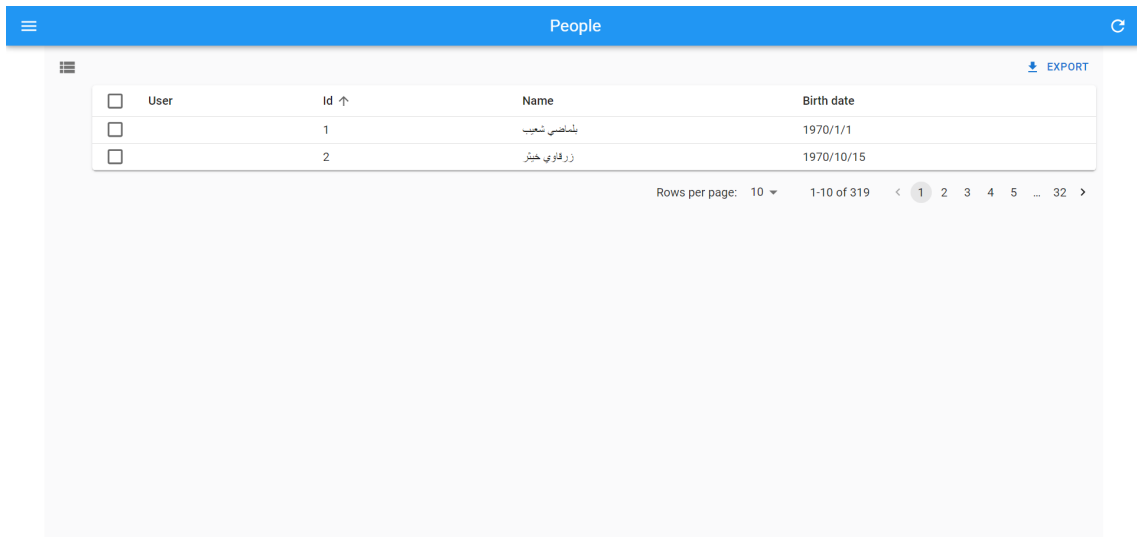 People
EXPORT
User Id Name Birth date
1 بلماضي شعيب 1970/1/1
2 زرقاوي خيثر 1970/10/15
Rows per page: 10 1-10 of 319 1 2 3 4 5 … 32